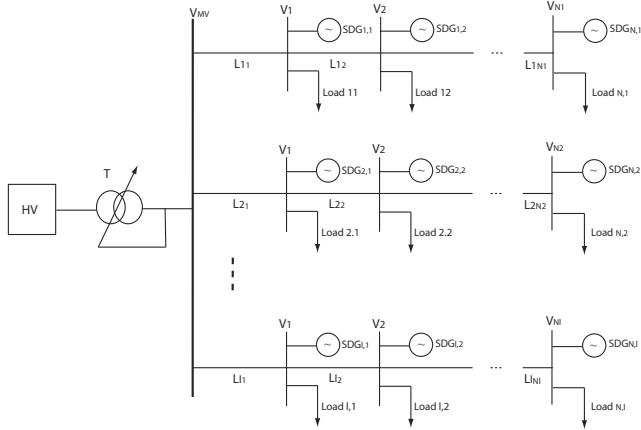 VMV
V1
SDG1,1
V2
SDG1,2
VN1
SDGN,1
L11
L12
...
L1N1
Load 11
Load 12
Load N,1
T
HV
V1
SDG2,1
V2
SDG2,2
VN2
SDGN,2
L21
L22
...
L2N2
Load 2.1
Load 2.2
Load N,2
V1
SDGI,1
V2
SDGI,2
VNI
SDGN,I
LI1
LI2
...
LINI
Load I,1
Load I,2
Load N,I